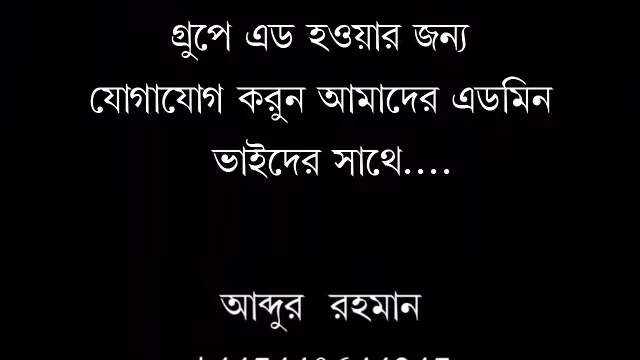 গ্রুপে এড হওয়ার জন্য
যোগাযোগ করুন আমাদের এডমিন
ভাইদের সাথে....
আব্দুর রহমান